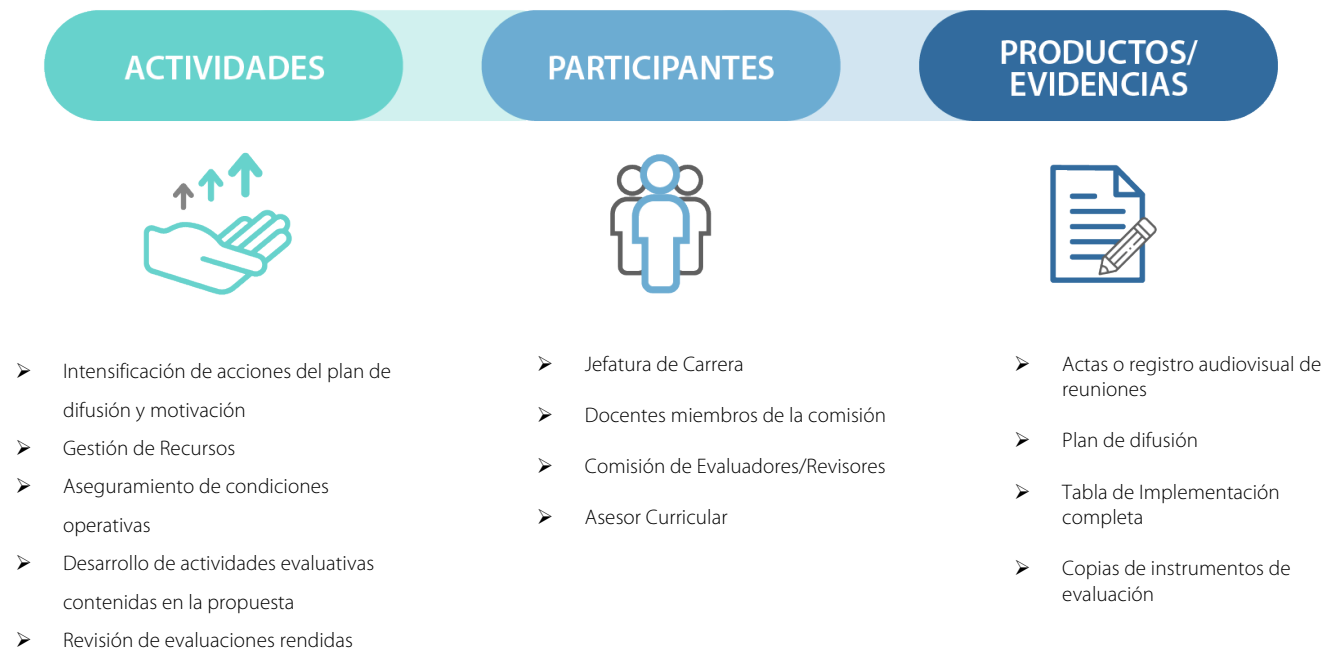 ACTIVIDADES
PARTICIPANTES
PRODUCTOS/
EVIDENCIAS
➢ Intensificación de acciones del plan de
difusión y motivación
➢ Gestión de Recursos
➢ Aseguramiento de condiciones
operativas
➢ Desarrollo de actividades evaluativas
contenidas en la propuesta
➢ Revisión de evaluaciones rendidas
➢ Jefatura de Carrera
➢ Docentes miembros de la comisión
➢ Comisión de Evaluadores/Revisores
➢ Asesor Curricular
➢ Actas o registro audiovisual de
reuniones
➢ Plan de difusión
➢ Tabla de Implementación
completa
➢ Copias de instrumentos de
evaluación